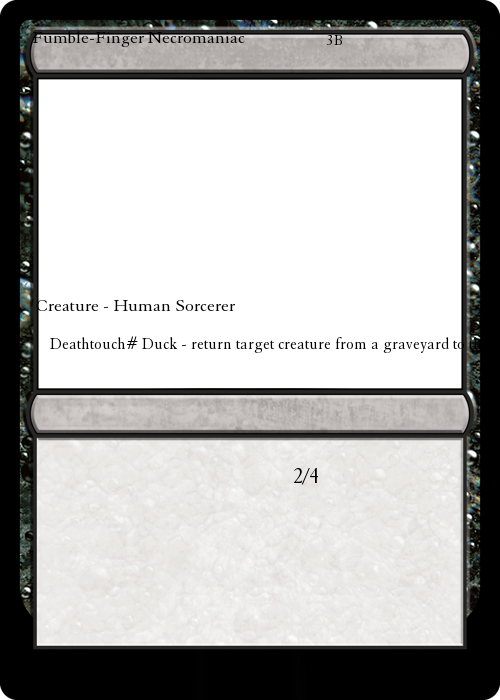 Fumble-Finger Necromaniac 3B
Creature - Human Sorcerer
Deathtouch# Duck - return target creature from a graveyard to
2/4